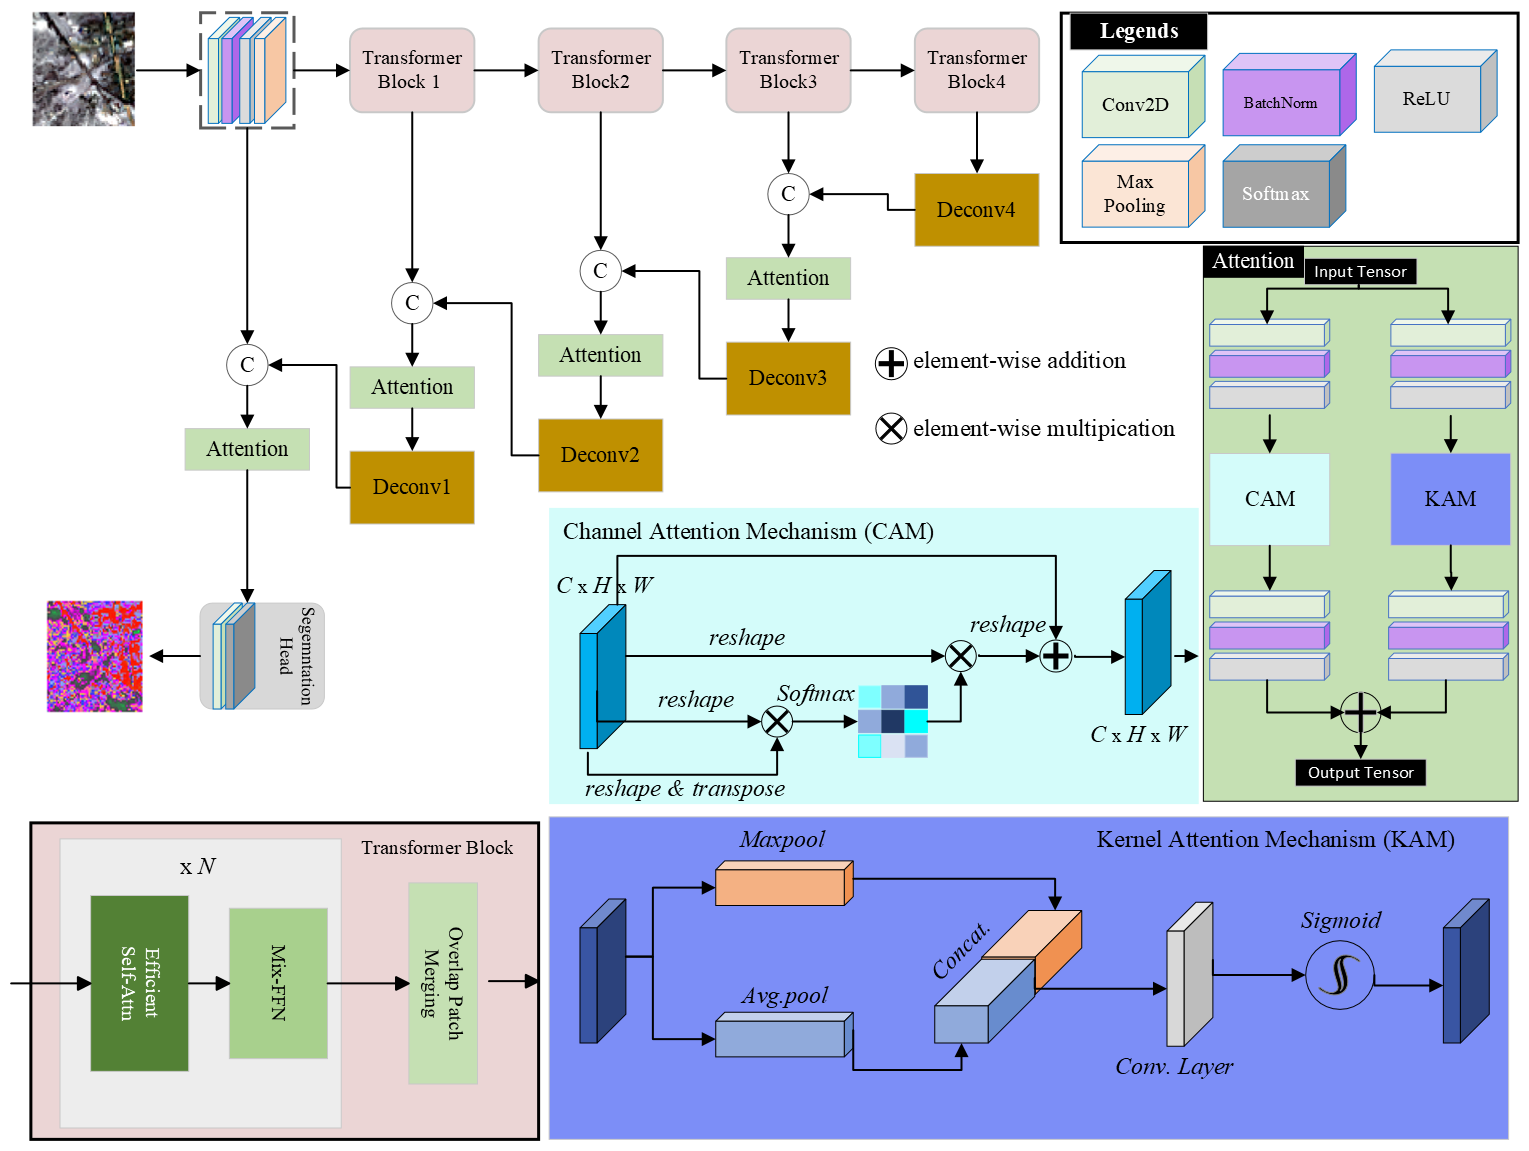 Transformer
Block 1
Transformer
Block2
Transformer
Block3
Transformer
Block4
Legends
Conv2D
BatchNorm
ReLU
Max
Pooling
Softmax
C
Deconv4
C
Attention
C
Attention
Deconv3
C
Attention
Deconv2
C
Attention
Deconv1
element-wise addition
element-wise multipication
Attention
Input Tensor
CAM
KAM
Output Tensor
Segemntation
Head
Channel Attention Mechanism (CAM)
C x H x W
reshape
reshape
reshape
Softmax
reshape & transpose
C x H x W
Transformer Block
x N
Efficient
Self-Attn
Mix-FFN
Overlap Patch
Merging
Kernel Attention Mechanism (KAM)
Maxpool
Avg.pool
Concat.
Conv. Layer
Sigmoid